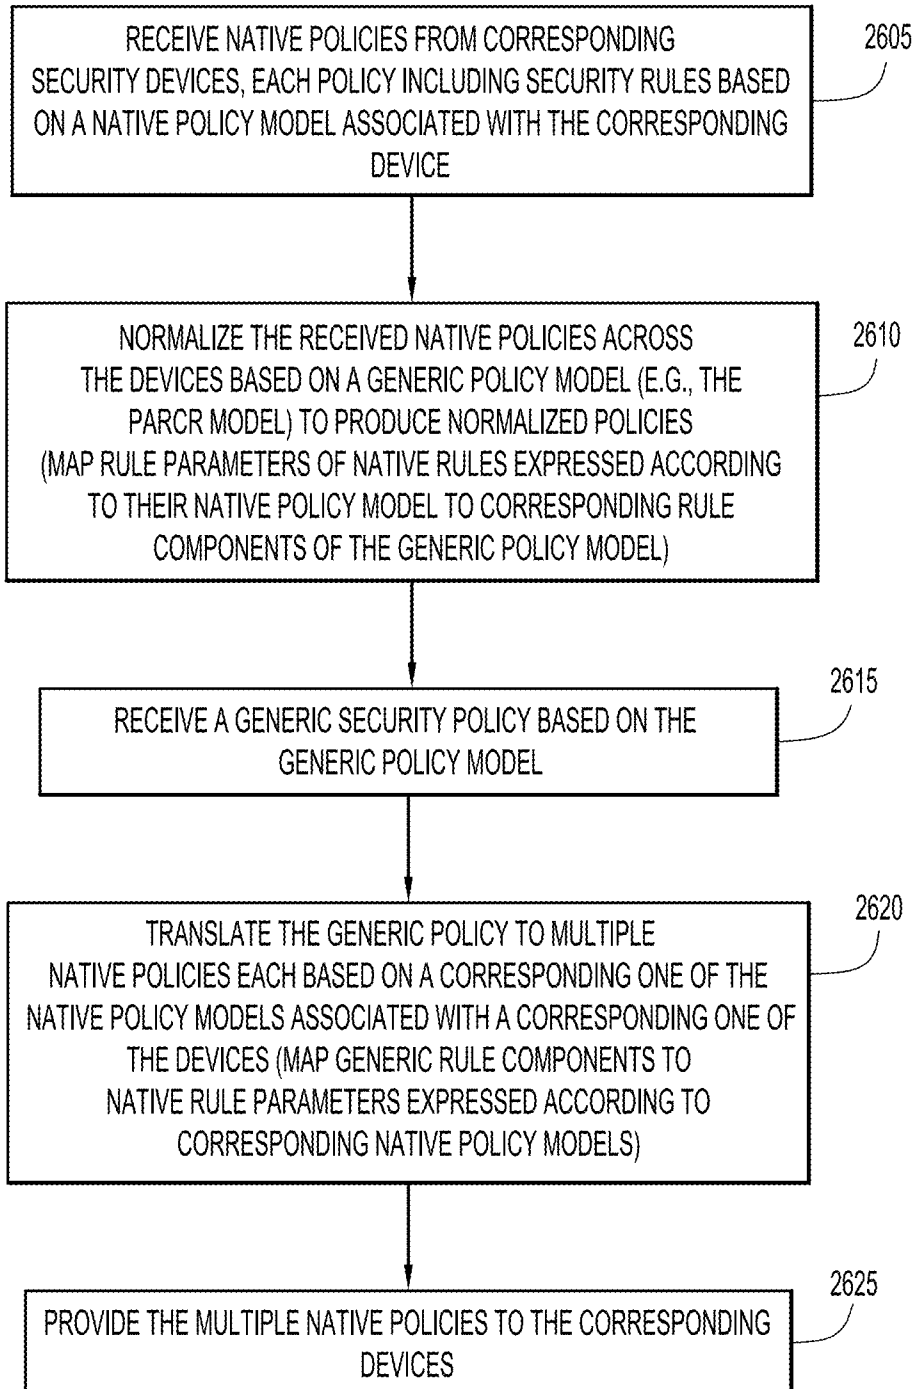 RECEIVE NATIVE POLICIES FROM CORRESPONDING
SECURITY DEVICES, EACH POLICY INCLUDING SECURITY RULES BASED
ON A NATIVE POLICY MODEL ASSOCIATED WITH THE CORRESPONDING
DEVICE
2605
NORMALIZE THE RECEIVED NATIVE POLICIES ACROSS
THE DEVICES BASED ON A GENERIC POLICY MODEL (E.G., THE
PARCR MODEL) TO PRODUCE NORMALIZED POLICIES
(MAP RULE PARAMETERS OF NATIVE RULES EXPRESSED ACCORDING
TO THEIR NATIVE POLICY MODEL TO CORRESPONDING RULE
COMPONENTS OF THE GENERIC POLICY MODEL)
2610
RECEIVE A GENERIC SECURITY POLICY BASED ON THE
GENERIC POLICY MODEL
2615
TRANSLATE THE GENERIC POLICY TO MULTIPLE
NATIVE POLICIES EACH BASED ON A CORRESPONDING ONE OF THE
NATIVE POLICY MODELS ASSOCIATED WITH A CORRESPONDING ONE OF
THE DEVICES (MAP GENERIC RULE COMPONENTS TO
NATIVE RULE PARAMETERS EXPRESSED ACCORDING TO
CORRESPONDING NATIVE POLICY MODELS)
2620
PROVIDE THE MULTIPLE NATIVE POLICIES TO THE CORRESPONDING
DEVICES
2625